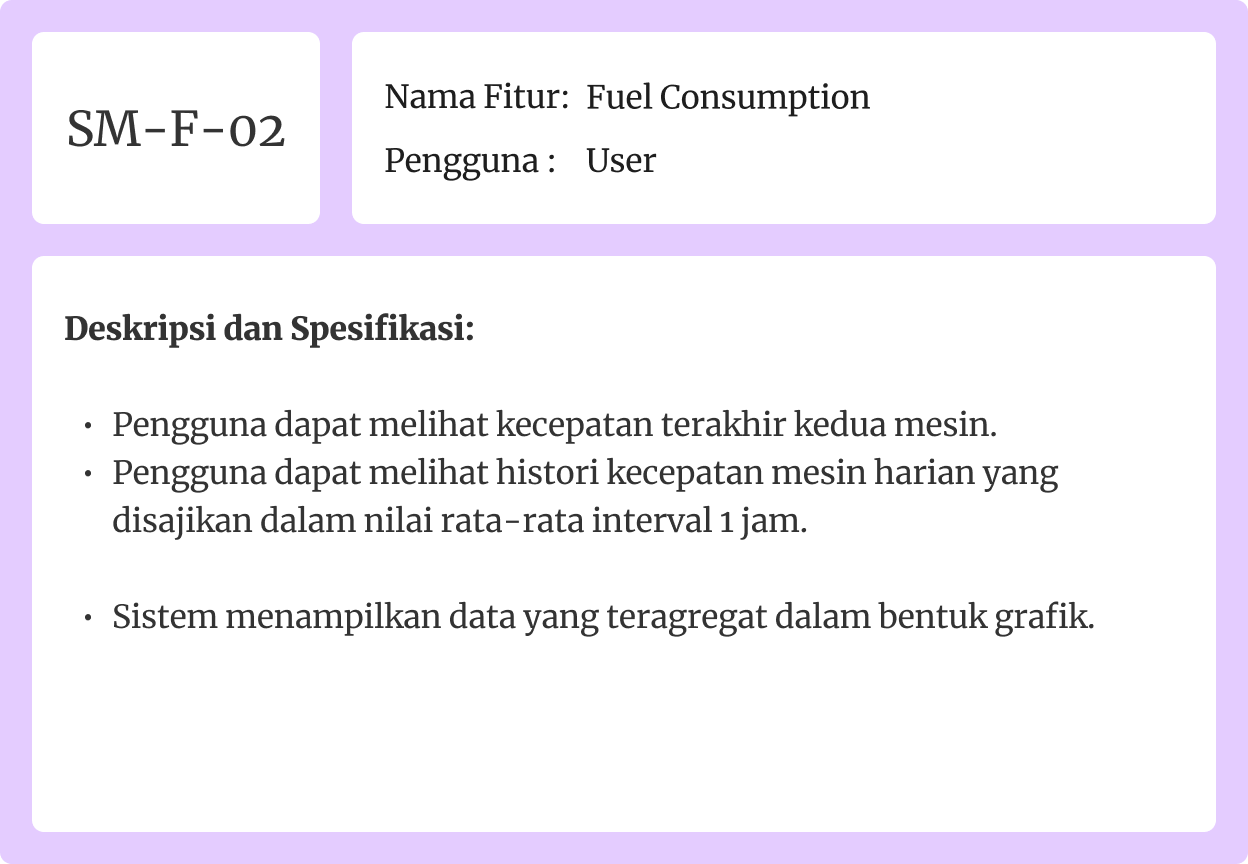 SM-F-02
Nama Fitur: Fuel Consumption
Pengguna : User
Deskripsi dan Spesifikasi:
• Pengguna dapat melihat kecepatan terakhir kedua mesin.
• Pengguna dapat melihat histori kecepatan mesin harian yang
disajikan dalam nilai rata-rata interval 1 jam.
• Sistem menampilkan data yang teragregat dalam bentuk grafik.